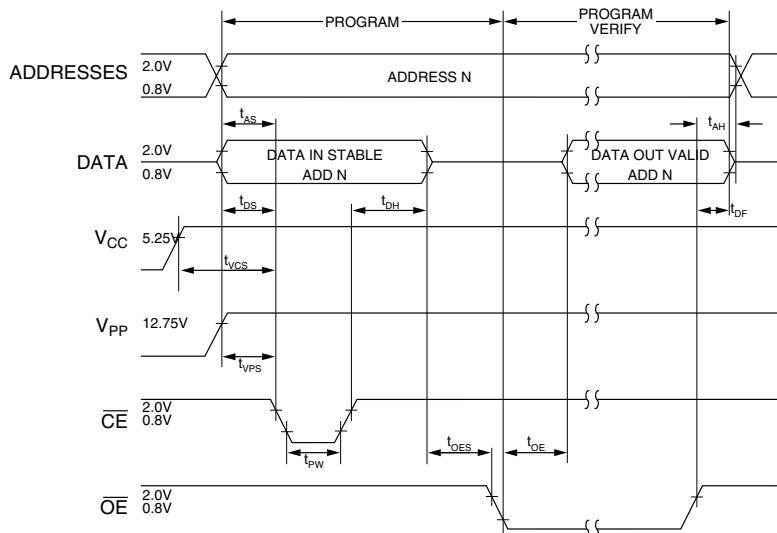 PROGRAM
PROGRAM
VERIFY
ADDRESSES
2.0V
0.8V
ADDRESS N
tAS
tAH
DATA
2.0V
0.8V
DATA IN STABLE
ADD N
DATA OUT VALID
ADD N
tDS
tDH
tDF
VCC
5.25V
tVCS
VPP
12.75V
tVPS
CE
2.0V
0.8V
tPW
tOES
tOE
OE
2.0V
0.8V